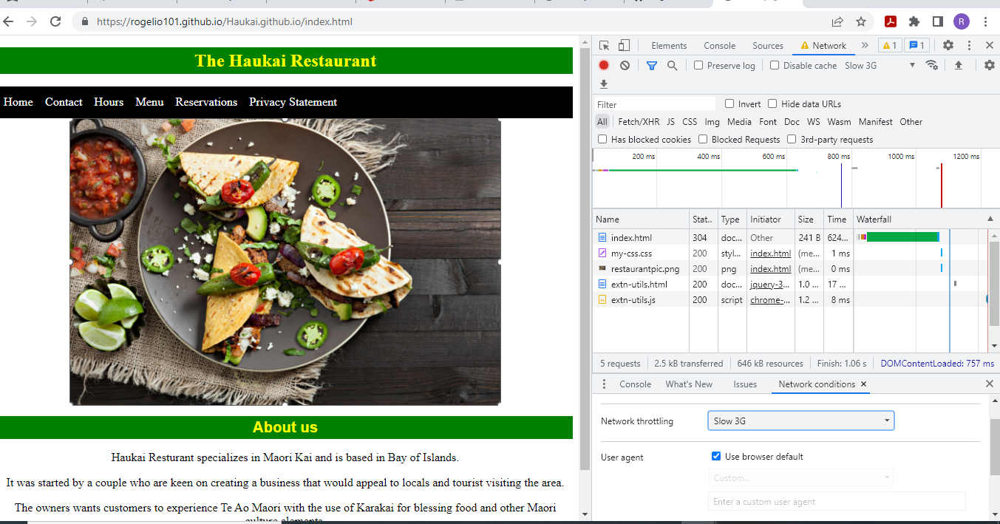 https://rogelio101.github.io/Haukai.github.io/index.html
R
The Haukai Restaurant
Home Contact Hours Menu Reservations Privacy Statement
About us
Haukai Resturant specializes in Maori Kai and is based in Bay of Islands.
It was started by a couple who are keen on creating a business that would appeal to locals and tourist visiting the area.
The owners wants customers to experience Te Ao Maori with the use of Karakai for blessing food and other Maori
culture elements
Elements Console Sources Network 1 1
Preserve log Disable cache Slow 3G
Filter Invert Hide data URLs
All Fetch/XHR JS CSS Img Media Font Doc WS Wasm Manifest Other
Has blocked cookies Blocked Requests 3rd-party requests
200 ms 400 ms 600 ms 800 ms 1000 ms 1200 ms
Name Stat.. Type Initiator Size Time Waterfall
index.html 304 doc... Other 241 B 624...
my-css.css 200 styl... index.html (me... 1 ms
restaurantpic.png 200 png index.html (me... 0 ms
extn-utils.html 200 doc... jquery-3... 1.0 ... 17 ...
extn-utils.js 200 script chrome-... 1.2 ... 8 ms
5 requests 2.5 kB transferred 646 kB resources Finish: 1.06 s DOMContentLoaded: 757 ms
Console What's New Issues Network conditions
Network throttling Slow 3G
User agent Use browser default
Custom...
Enter a custom user agent